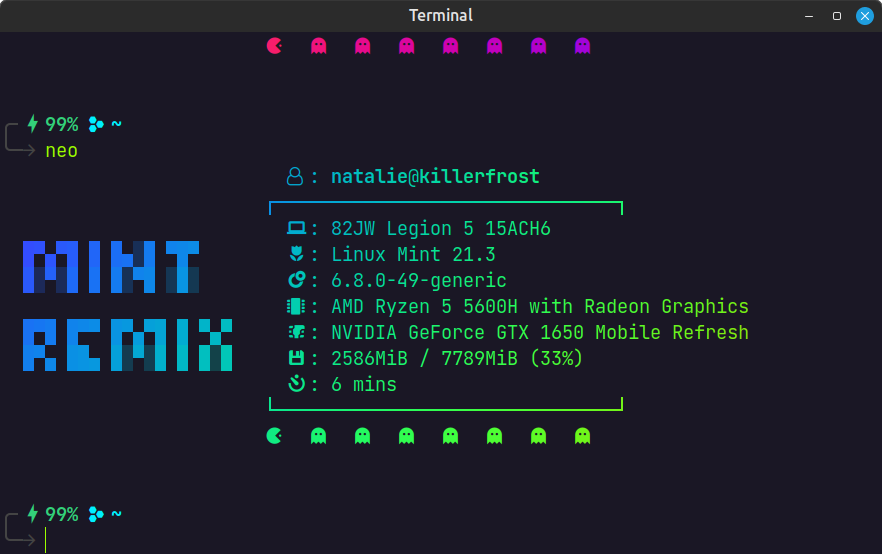 Terminal
99% ~
neo
natalie@killerfrost
MINT
REMIX
: 82JW Legion 5 15ACH6
: Linux Mint 21.3
: 6.8.0-49-generic
: AMD Ryzen 5 5600H with Radeon Graphics
: NVIDIA GeForce GTX 1650 Mobile Refresh
: 2586MiB / 7789MiB (33%)
: 6 mins
99% ~